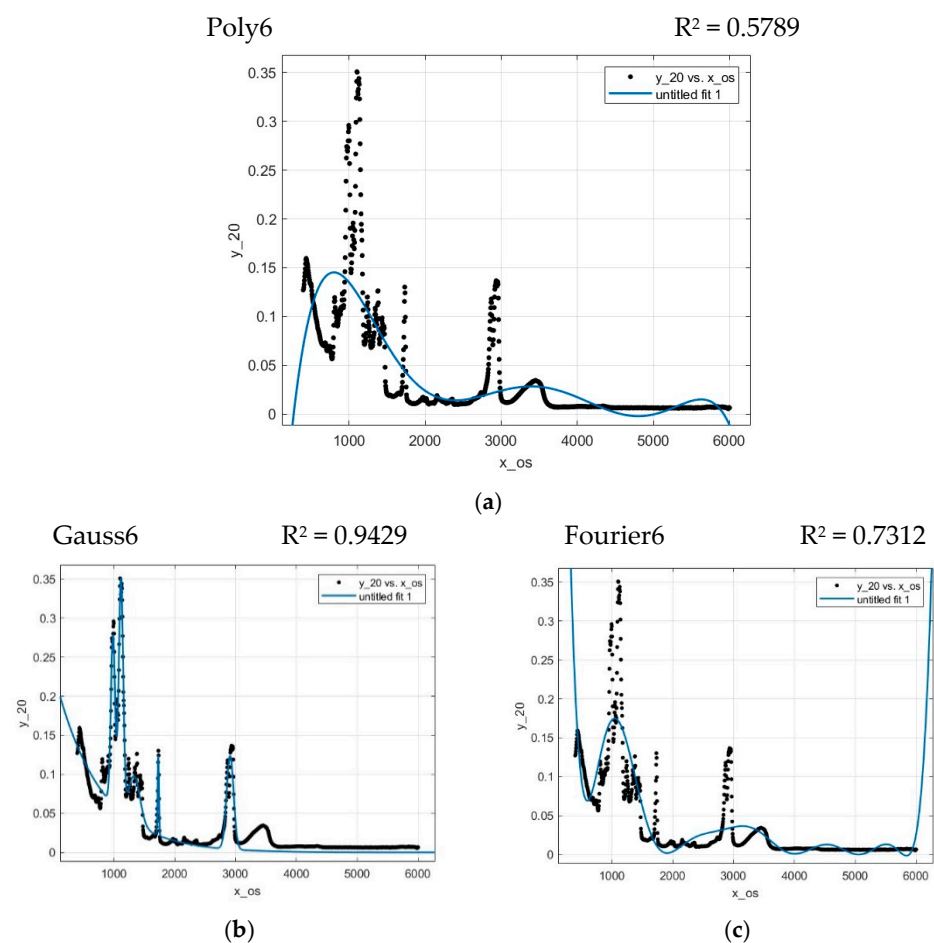 Poly6 R² = 0.5789
0.35
0.3
0.25
0.2
0.15
0.1
0.05
0
y_20
y_20 vs. x_os
untitled fit 1
1000 2000 3000 4000 5000 6000
x_os
(a)
Gauss6 R² = 0.9429
0.35
0.3
0.25
0.2
0.15
0.1
0.05
0
y_20
y_20 vs. x_os
untitled fit 1
1000 2000 3000 4000 5000 6000
x_os
(b)
Fourier6 R² = 0.7312
0.35
0.3
0.25
0.2
0.15
0.1
0.05
0
y_20
y_20 vs. x_os
untitled fit 1
1000 2000 3000 4000 5000 6000
x_os
(c)